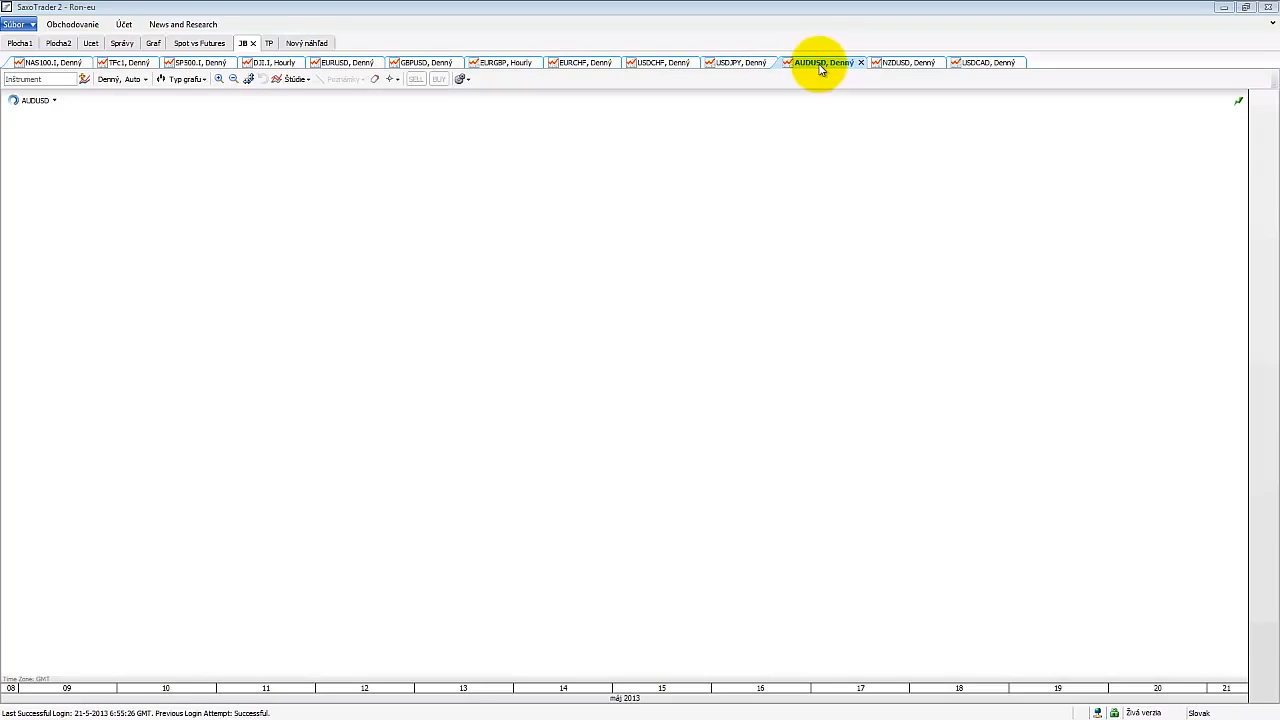 SaxoTrader 2 - Ron-eu
Súbor Obchodovanie Účet News and Research
Plocha1 Plocha2 Ucet Správy Graf Spot vs Futures JB TP Nový náhľad
NAS100.I, Denný TFc1, Denný SP500.I, Denný DJI.I, Hourly EURUSD, Denný GBPUSD, Denný EURGBP, Hourly EURCHF, Denný USDCHF, Denný USDJPY, Denný AUDUSD, Denný NZDUSD, Denný USDCAD, Denný
Inštrument Denný, Auto Typ grafu Štúdie Poznámky SELL BUY
AUDUSD
Time Zone: GMT
08 09 10 11 12 13 14 15 16 17 18 19 20 21
máj 2013
Last Successful Login: 21-5-2013 6:55:26 GMT. Previous Login Attempt: Successful. Živá verzia Slovak